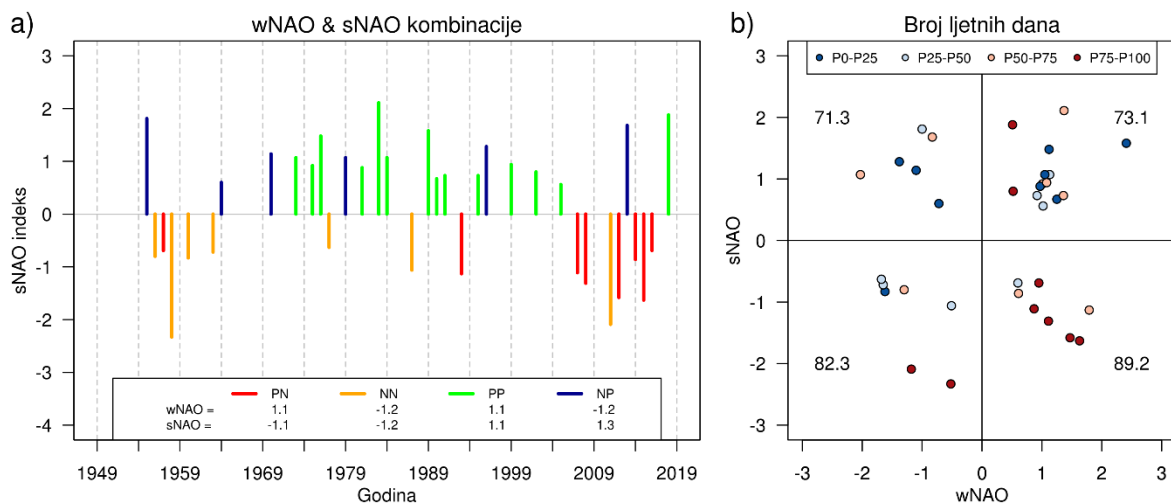 a)
wNAO & sNAO kombinacije
sNAO indeks
3
2
1
0
-1
-2
-3
-4
PN NN PP NP
wNAO = 1.1 -1.2 1.1 -1.2
sNAO = -1.1 -1.2 1.1 1.3
1949 1959 1969 1979 1989 1999 2009 2019
Godina
b)
Broj ljetnih dana
P0-P25 P25-P50 P50-P75 P75-P100
sNAO
3
2
1
0
-1
-2
-3
71.3 73.1
82.3 89.2
-3 -2 -1 0 1 2 3
wNAO